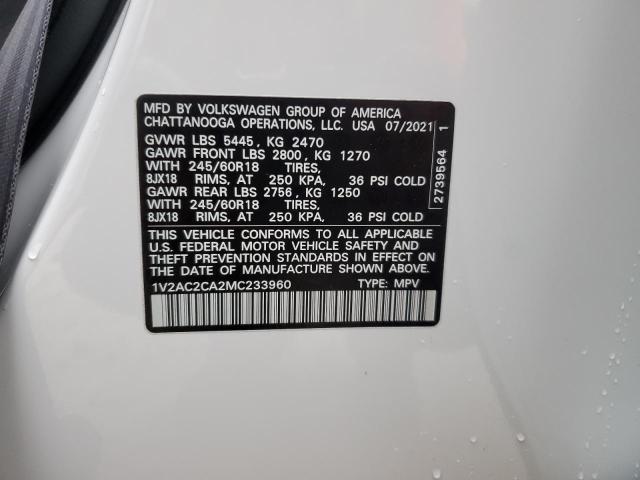 MFD BY VOLKSWAGEN GROUP OF AMERICA
CHATTANOOGA OPERATIONS, LLC. USA 07/2021
GVWR LBS 5445, KG 2470
GAWR FRONT LBS 2800, KG 1270
WITH 245/60R18 TIRES,
8JX18 RIMS, AT 250 KPA, 36 PSI COLD
GAWR REAR LBS 2756, KG 1250
WITH 245/60R18 TIRES,
8JX18 RIMS, AT 250 KPA, 36 PSI COLD
THIS VEHICLE CONFORMS TO ALL APPLICABLE
U.S. FEDERAL MOTOR VEHICLE SAFETY AND
THEFT PREVENTION STANDARDS IN EFFECT ON
THE DATE OF MANUFACTURE SHOWN ABOVE.
1V2AC2CA2MC233960 TYPE: MPV
2739564 1